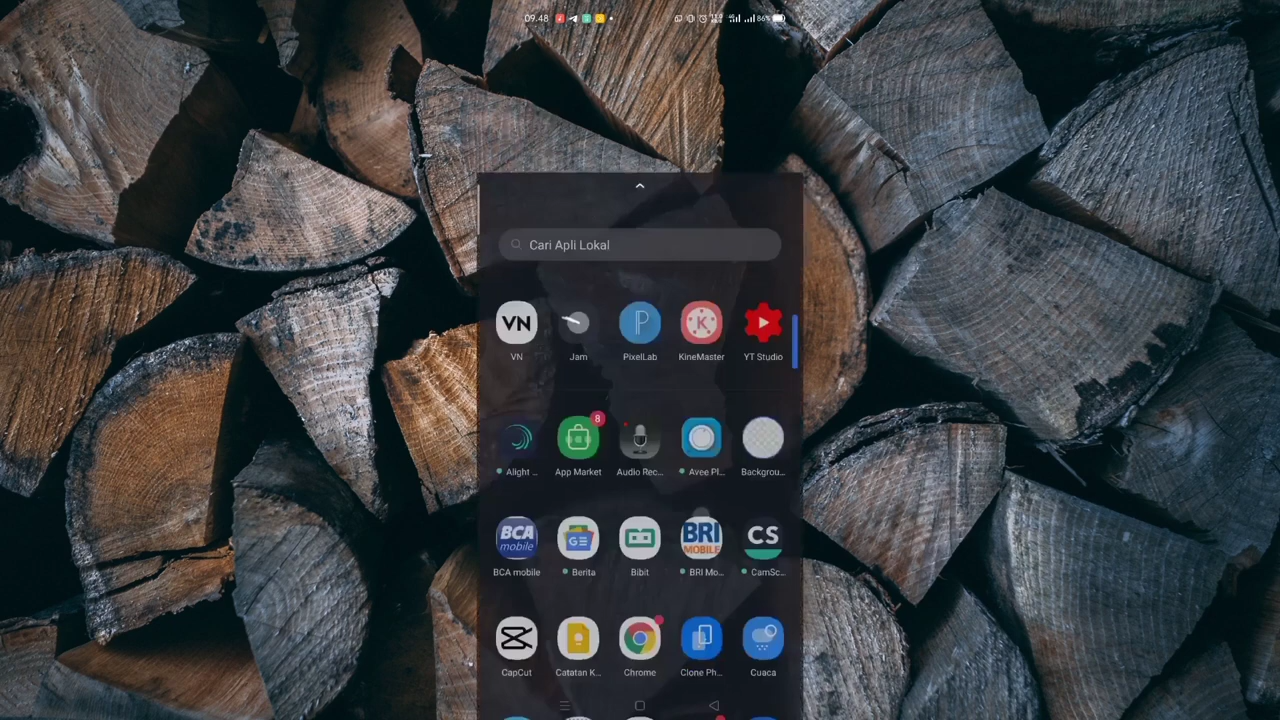 09.48
86%
Cari Apli Lokal
VN
VN
Jam
PixelLab
K
KineMaster
YT Studio
8
Alight ..
App Market
Audio Rec...
Avee Pl...
Backgrou...
BCA
mobile
BCA mobile
GE
Berita
Bibit
BRI
MOBILE
BRI Mo...
CS
CamSc...
CapCut
Catatan K...
Chrome
Clone Ph...
Cuaca